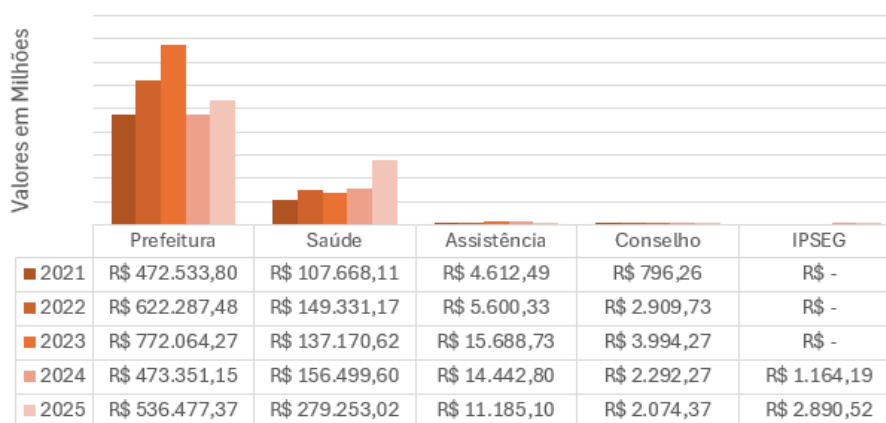 Valores em Milhões
Prefeitura Saúde Assistência Conselho IPSEG
2021 R$ 472.533,80 R$ 107.668,11 R$ 4.612,49 R$ 796,26 R$ -
2022 R$ 622.287,48 R$ 149.331,17 R$ 5.600,33 R$ 2.909,73 R$ -
2023 R$ 772.064,27 R$ 137.170,62 R$ 15.688,73 R$ 3.994,27 R$ -
2024 R$ 473.351,15 R$ 156.499,60 R$ 14.442,80 R$ 2.292,27 R$ 1.164,19
2025 R$ 536.477,37 R$ 279.253,02 R$ 11.185,10 R$ 2.074,37 R$ 2.890,52